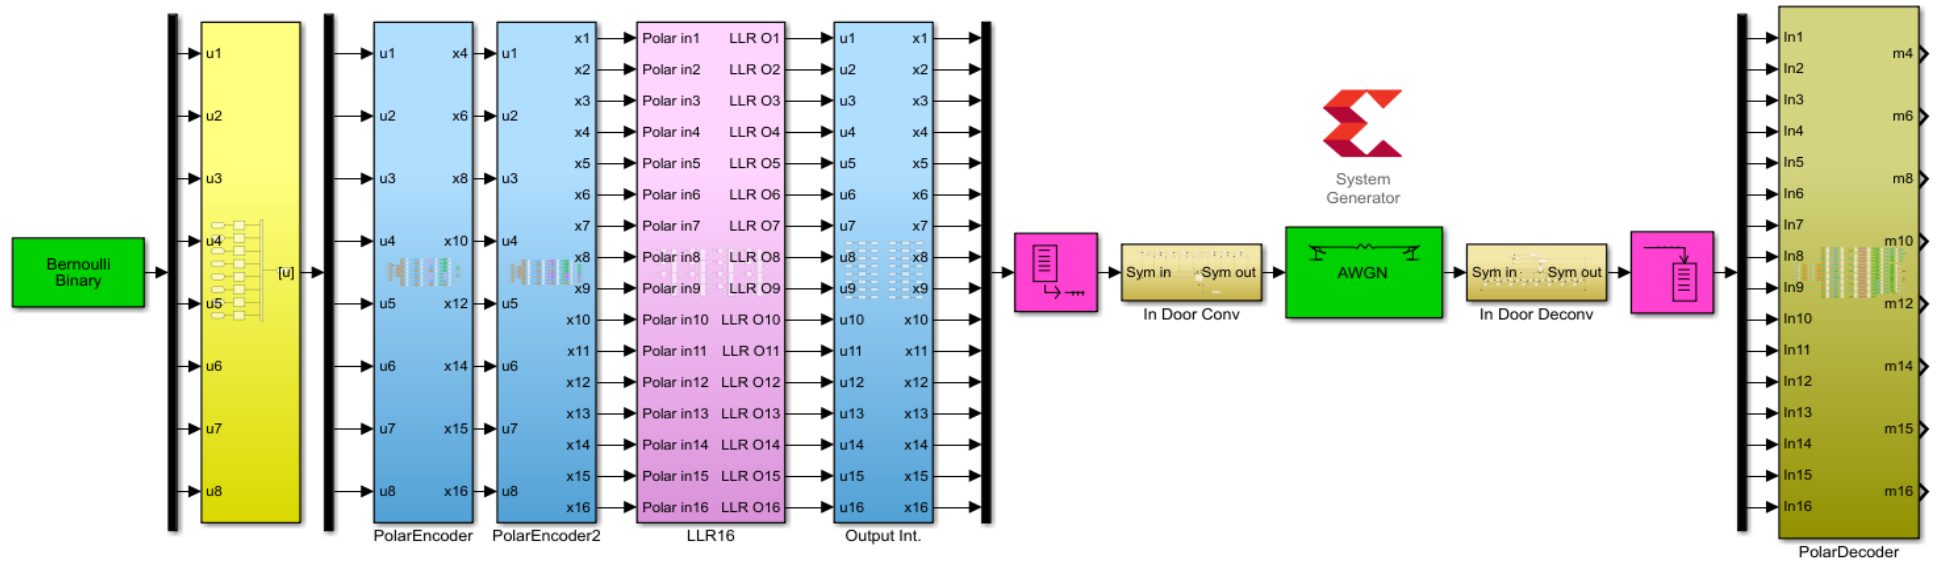 Bernoulli
Binary
u1
u2
u3
u4
u5
u6
u7
u8
[u]
u1
u2
u3
u4
u5
u6
u7
u8
x4
x6
x8
x10
x12
x14
x15
x16
PolarEncoder
u1
u2
u3
u4
u5
u6
u7
u8
x1
x2
x3
x4
x5
x6
x7
x8
x9
x10
x11
x12
x13
x14
x15
x16
PolarEncoder2
Polar in1
Polar in2
Polar in3
Polar in4
Polar in5
Polar in6
Polar in7
Polar in8
Polar in9
Polar in10
Polar in11
Polar in12
Polar in13
Polar in14
Polar in15
Polar in16
LLR O1
LLR O2
LLR O3
LLR O4
LLR O5
LLR O6
LLR O7
LLR O8
LLR O9
LLR O10
LLR O11
LLR O12
LLR O13
LLR O14
LLR O15
LLR O16
LLR16
u1
u2
u3
u4
u5
u6
u7
u8
u9
u10
u11
u12
u13
u14
u15
u16
x1
x2
x3
x4
x5
x6
x7
x8
x9
x10
x11
x12
x13
x14
x15
x16
Output Int.
Sym in
Sym out
In Door Conv
System
Generator
AWGN
Sym in
Sym out
In Door Deconv
In1
In2
In3
In4
In5
In6
In7
In8
In9
In10
In11
In12
In13
In14
In15
In16
m4
m6
m8
m10
m12
m14
m15
m16
PolarDecoder